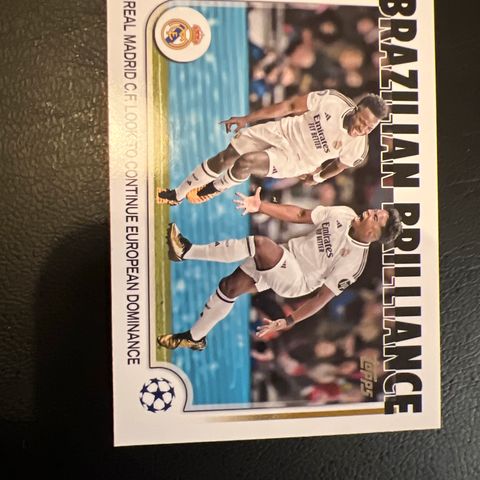 BRAZILIAN BRILLIANCE
topps
Emirates
FLY BETTER
Emirates
FLY BETTER
REAL MADRID C.F. LOOK TO CONTINUE EUROPEAN DOMINANCE